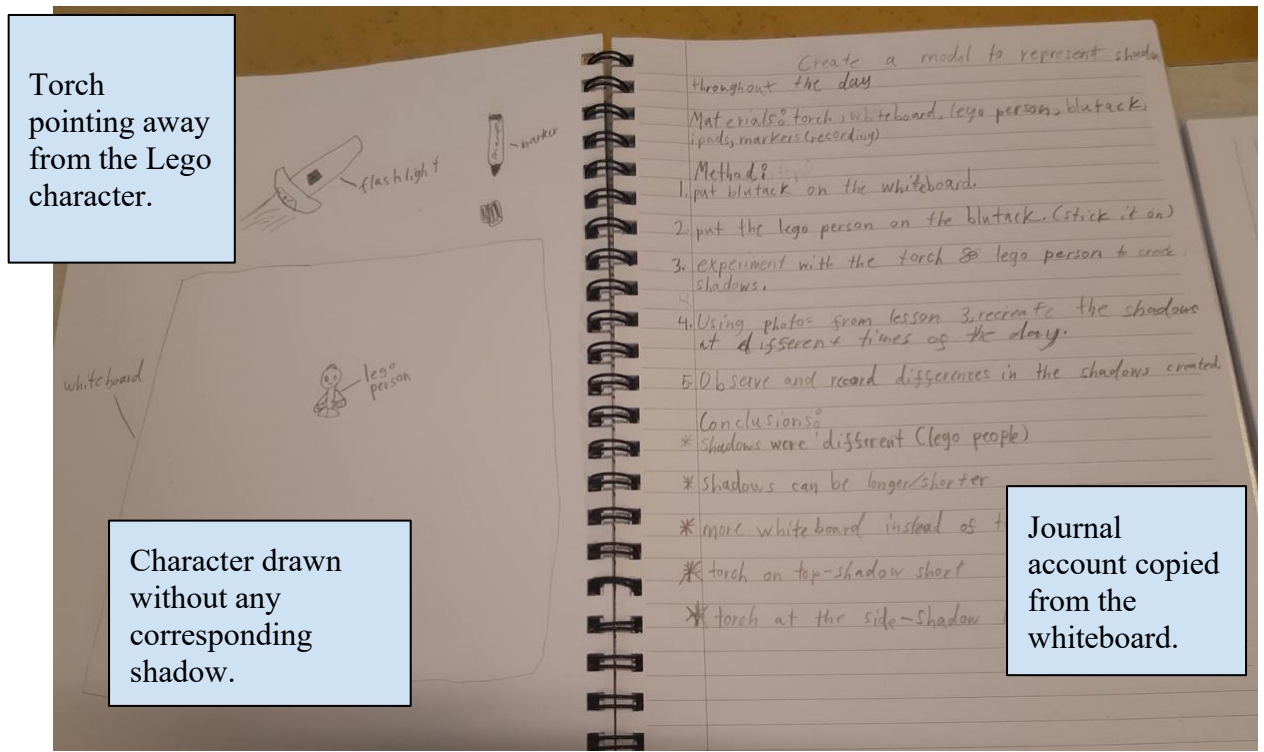 Torch
pointing away
from the Lego
character.
flashlight
marker
whiteboard
lego
person
Character drawn
without any
corresponding
shadow.
Create a model to represent shadow
throughout the day
Materials: torch, whiteboard, lego person, blutack,
ipads, markers (recording)
Method:
1. put blutack on the whiteboard.
2. put the lego person on the blutack. (stick it on)
3. experiment with the torch & lego person to create
shadows.
4. Using photos from lesson 3, recreate the shadows
at different times of the day.
5. Observe and record differences in the shadows created.
Conclusions:
* Shadows were different (lego people)
* shadows can be longer/shorter
* more whiteboard instead of
* torch on top-shadow short
* torch at the side-shadow
Journal
account copied
from the
whiteboard.